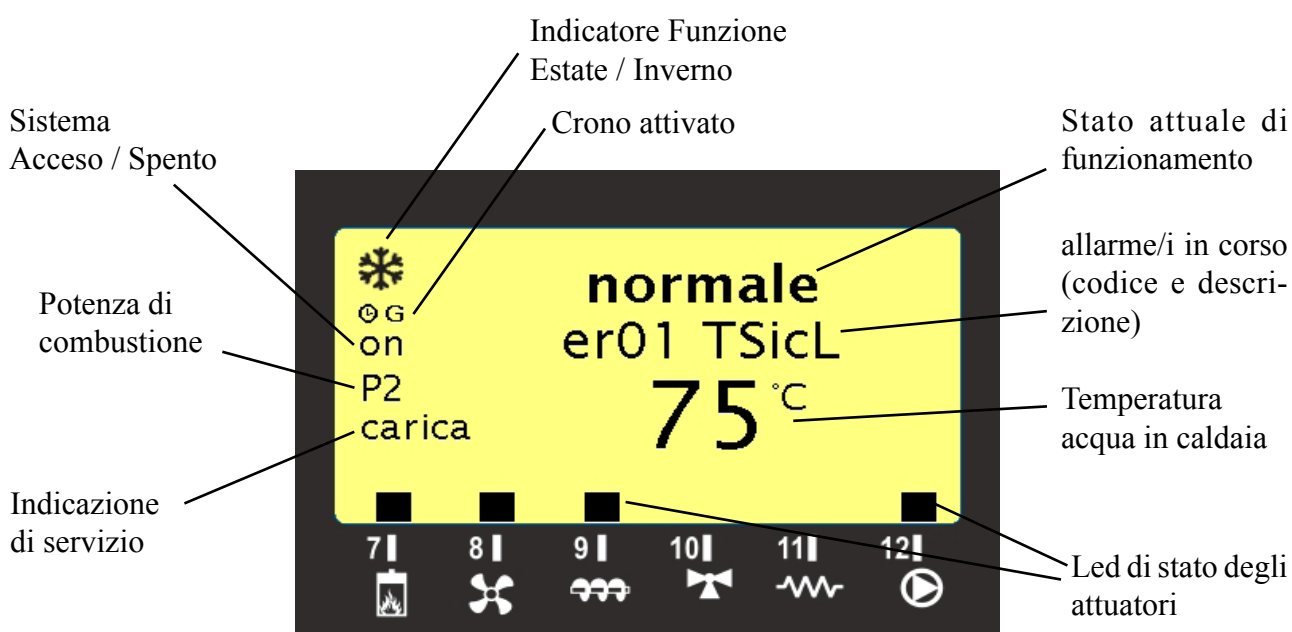 Indicatore Funzione
Estate / Inverno
Sistema
Acceso / Spento
Crono attivato
Stato attuale di
funzionamento
allarme/i in corso
(codice e descri-
zione)
Potenza di
combustione
Temperatura
acqua in caldaia
Indicazione
di servizio
Led di stato degli
attuatori
G
on
P2
carica
normale
er01 TSicL
75°C
7 8 9 10 11 12